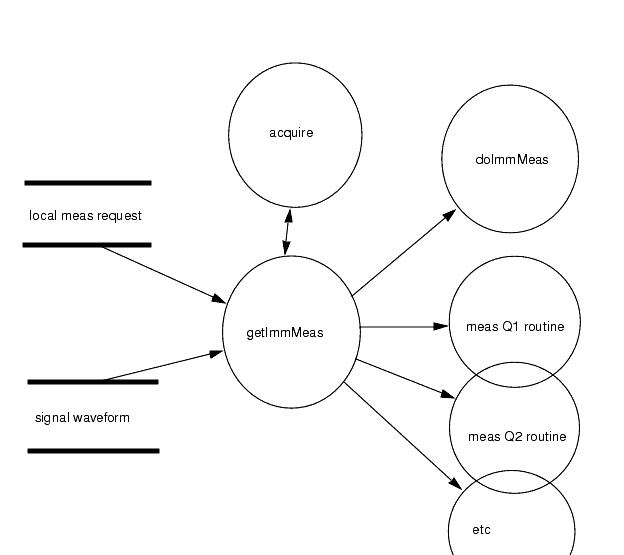 acquire
doImmMeas
local meas request
getImmMeas
meas Q1 routine
signal waveform
meas Q2 routine
etc